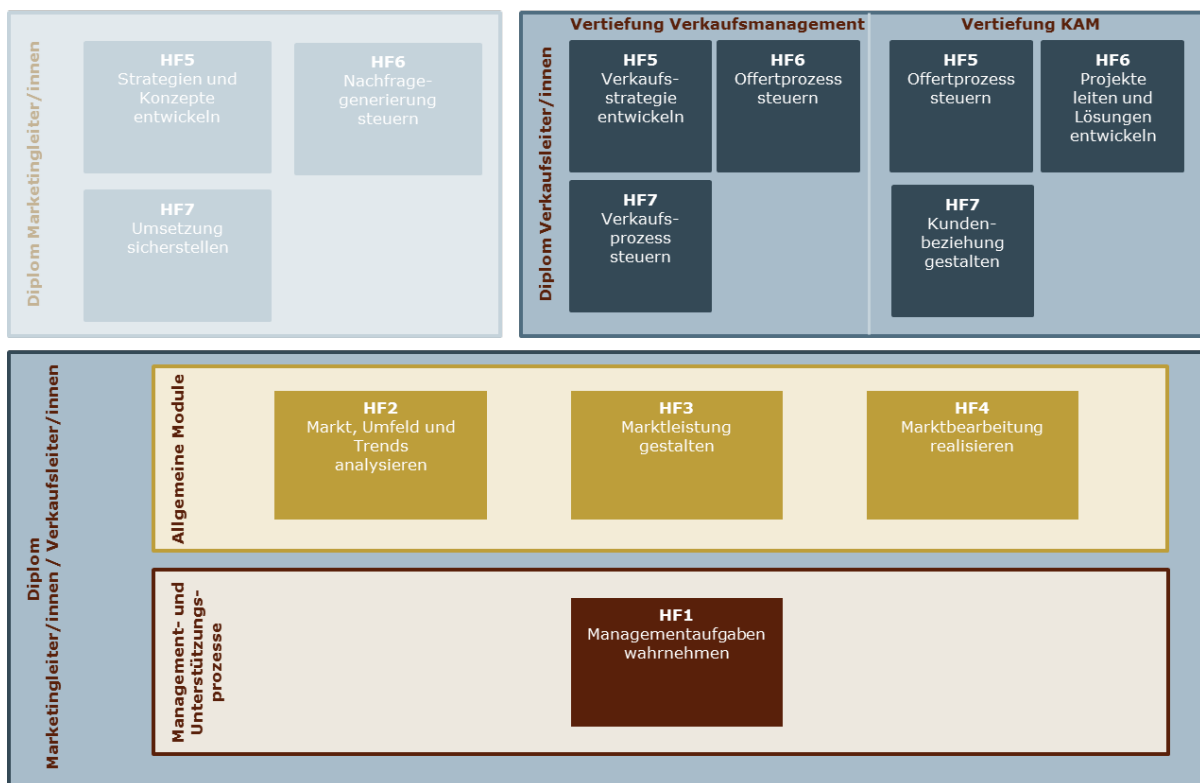 Diplom Marketingleiter/innen
HF5
Strategien und
Konzepte
entwickeln
HF6
Nachfrage-
generierung
steuern
HF7
Umsetzung
sicherstellen
Diplom Verkaufsleiter/innen
Vertiefung Verkaufsmanagement
HF5
Verkaufs-
strategie
entwickeln
HF6
Offertprozess
steuern
HF7
Verkaufs-
prozess
steuern
Vertiefung KAM
HF5
Offertprozess
steuern
HF6
Projekte
leiten und
Lösungen
entwickeln
HF7
Kunden-
beziehung
gestalten
Diplom
Marketingleiter/innen / Verkaufsleiter/innen
Allgemeine Module
HF2
Markt, Umfeld und
Trends
analysieren
HF3
Marktleistung
gestalten
HF4
Marktbearbeitung
realisieren
Management- und
Unterstützungs-
prozesse
HF1
Managementaufgaben
wahrnehmen